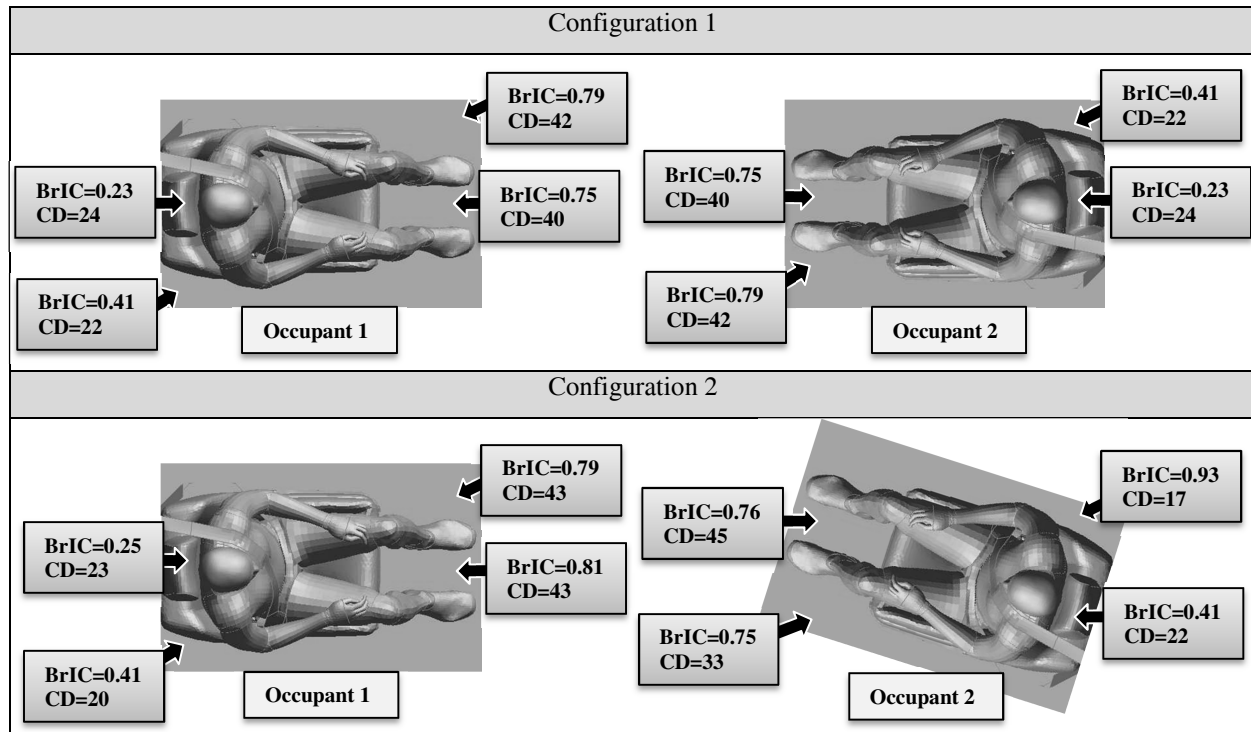 Configuration 1
BrIC=0.79
CD=42
BrIC=0.23
CD=24
BrIC=0.75
CD=40
BrIC=0.41
CD=22
Occupant 1
BrIC=0.41
CD=22
BrIC=0.75
CD=40
BrIC=0.23
CD=24
BrIC=0.79
CD=42
Occupant 2
Configuration 2
BrIC=0.79
CD=43
BrIC=0.25
CD=23
BrIC=0.81
CD=43
BrIC=0.41
CD=20
Occupant 1
BrIC=0.93
CD=17
BrIC=0.76
CD=45
BrIC=0.41
CD=22
BrIC=0.75
CD=33
Occupant 2